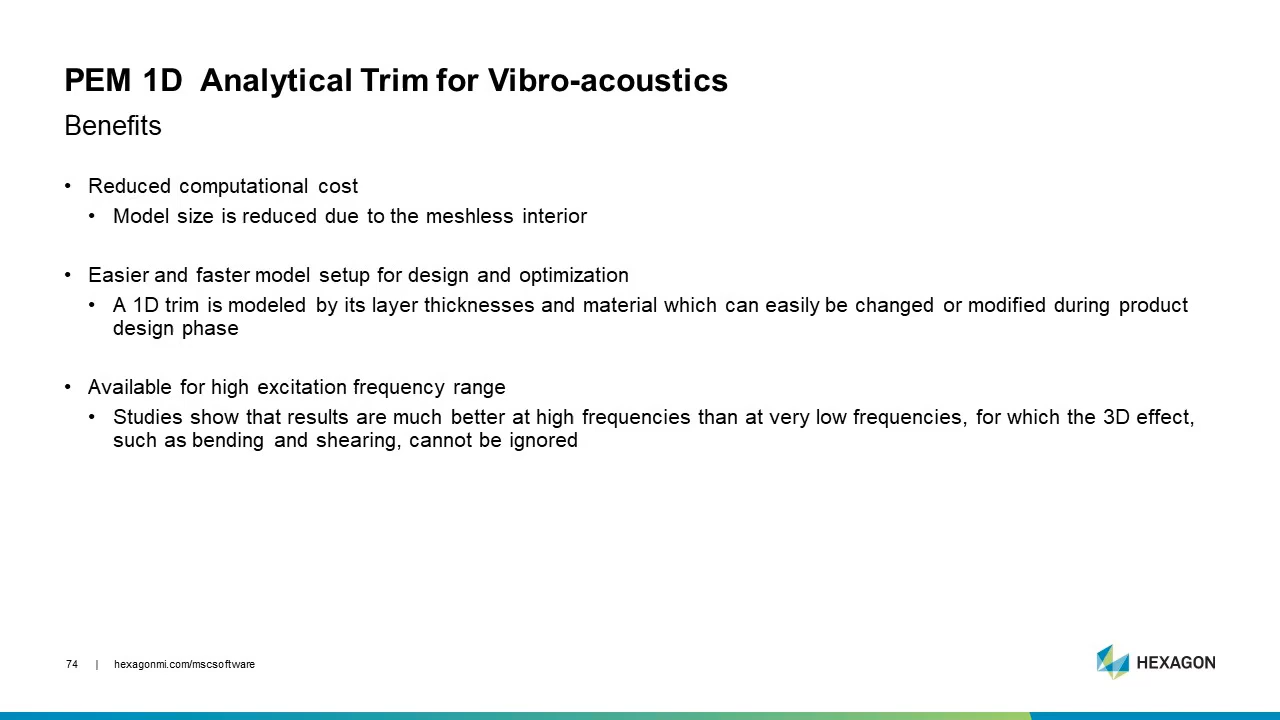 PEM 1D Analytical Trim for Vibro-acoustics
Benefits
• Reduced computational cost
• Model size is reduced due to the meshless interior
• Easier and faster model setup for design and optimization
• A 1D trim is modeled by its layer thicknesses and material which can easily be changed or modified during product
design phase
• Available for high excitation frequency range
• Studies show that results are much better at high frequencies than at very low frequencies, for which the 3D effect,
such as bending and shearing, cannot be ignored
74 | hexagonmi.com/mscsoftware
HEXAGON